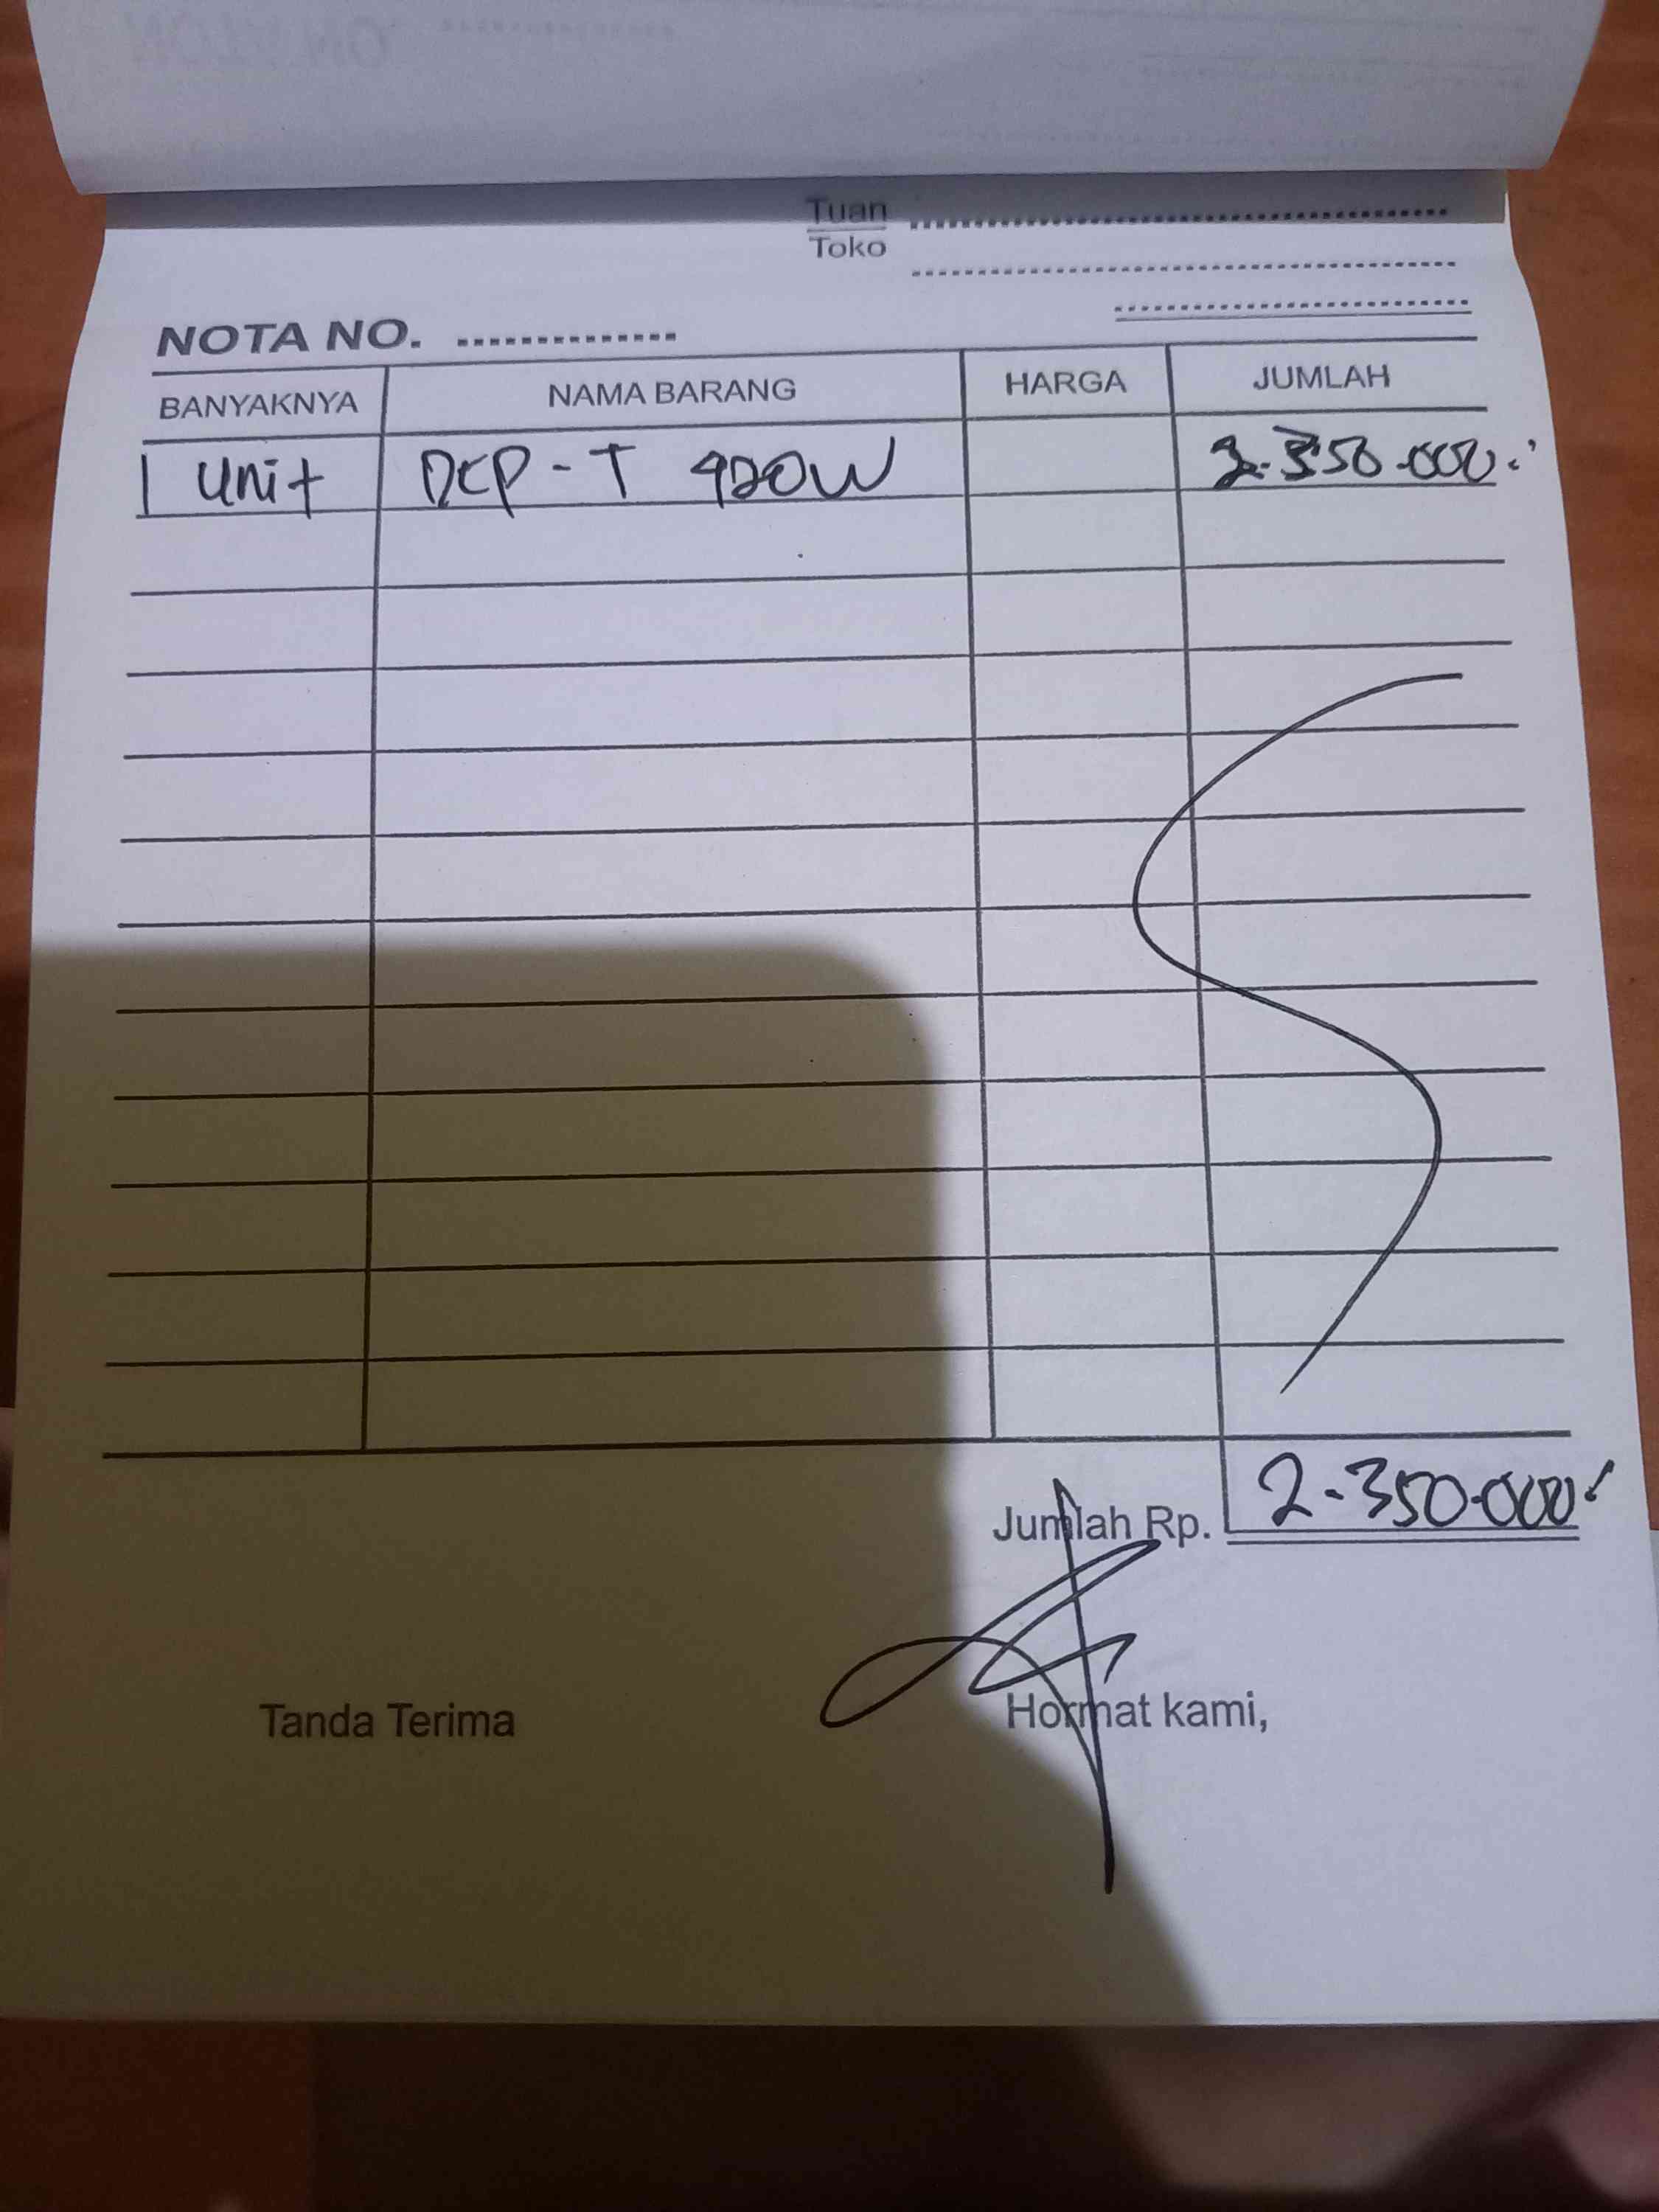 Tuan
Toko
NOTA NO. ..............
BANYAKNYA NAMA BARANG HARGA JUMLAH
1 Unit DCP-T 920W 2.350.000
Jumlah Rp. 2.350.000
Tanda Terima Hormat kami,